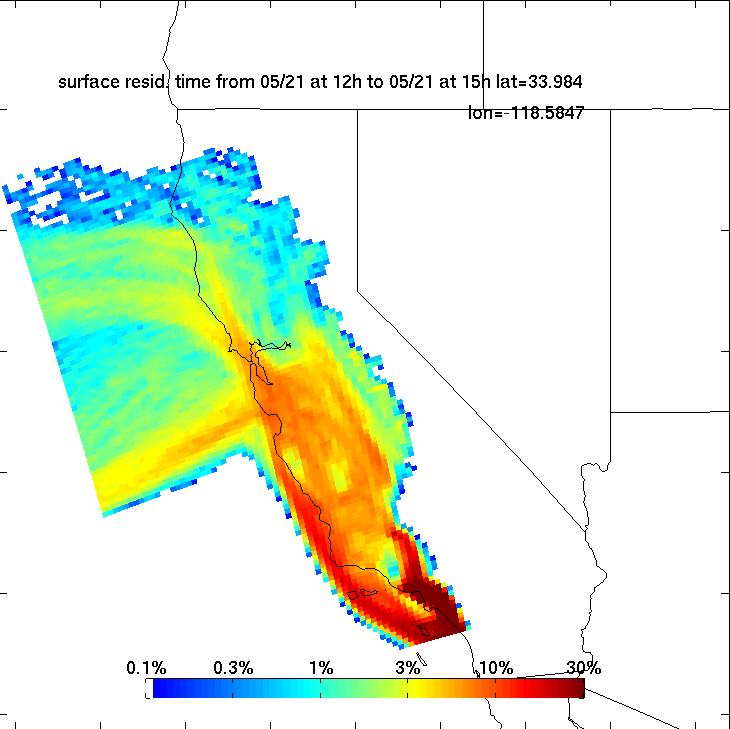 surface resid. time from 05/21 at 12h to 05/21 at 15h lat=33.984
lon=-118.5847
0.1% 0.3% 1% 3% 10% 30%